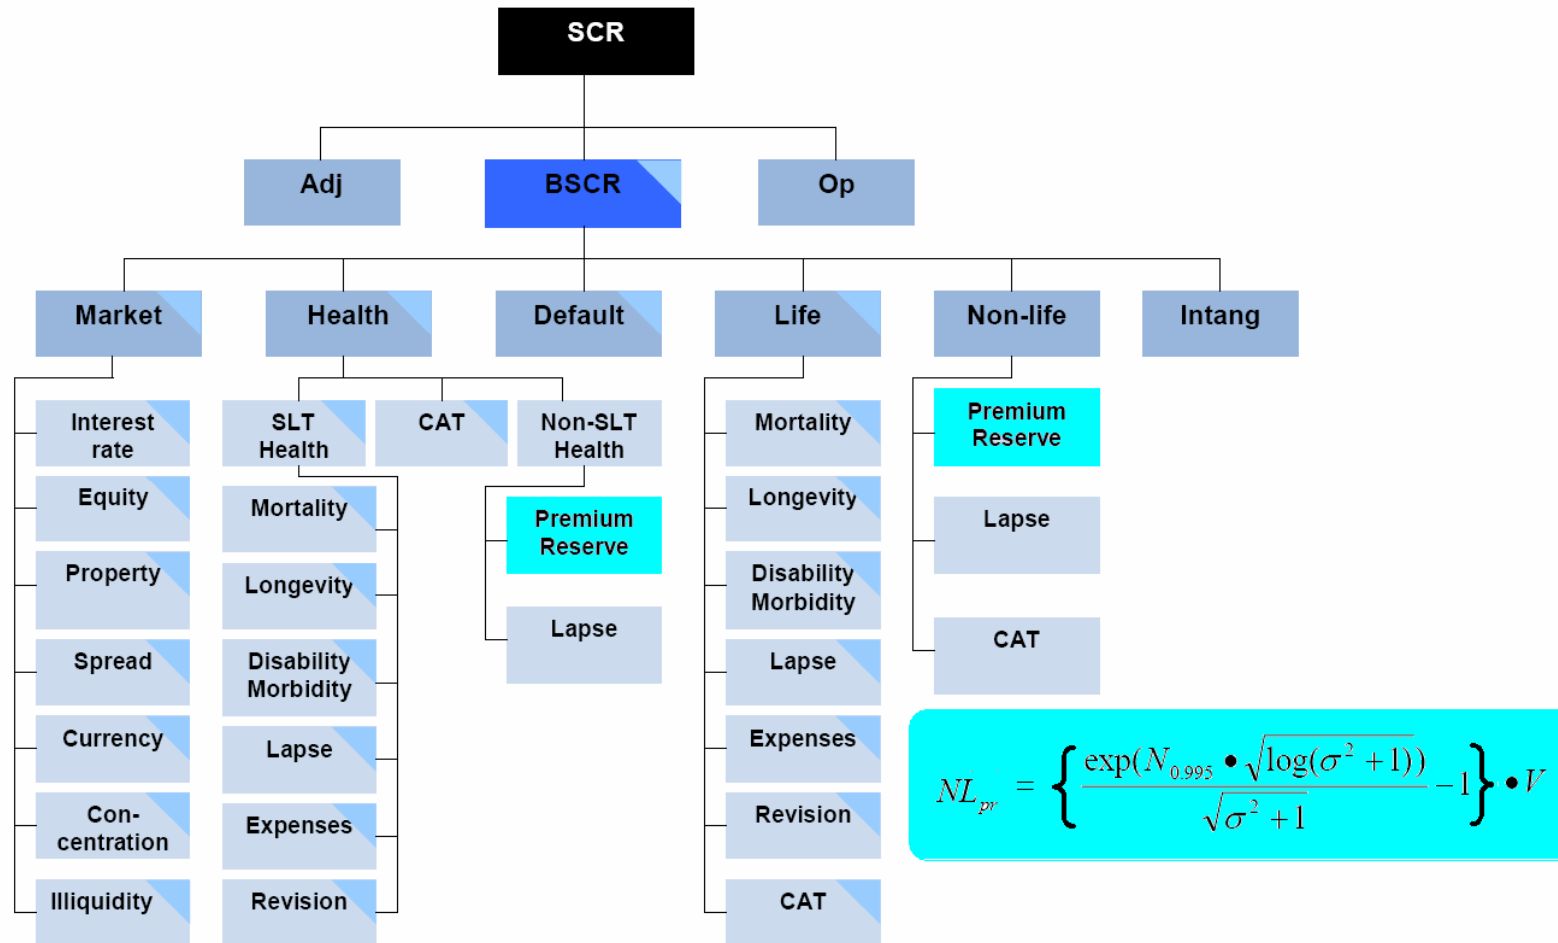 SCR
Adj
BSCR
Op
Market
Health
Default
Life
Non-life
Intang
Interest
rate
Equity
Property
Spread
Currency
Con-
centration
Illiquidity
SLT
Health
CAT
Non-SLT
Health
Mortality
Longevity
Disability
Morbidity
Lapse
Expenses
Revision
Premium
Reserve
Lapse
Mortality
Longevity
Disability
Morbidity
Lapse
Expenses
Revision
CAT
Premium
Reserve
Lapse
CAT
NL_pr = { exp(N_0.995 • √(log(σ² + 1))) / √(σ² + 1) − 1 } • V